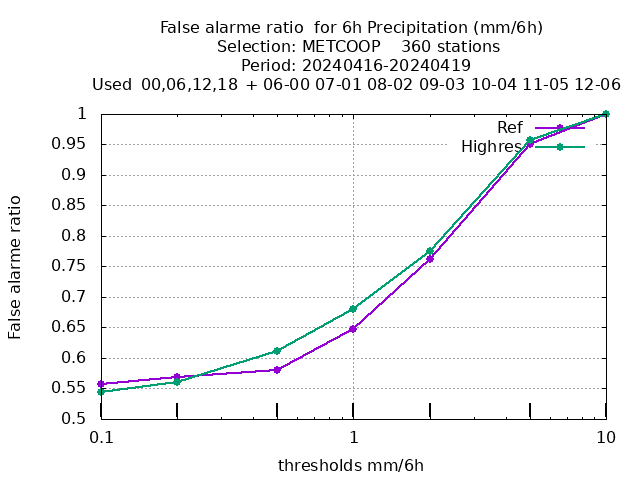 False alarme ratio  for 6h Precipitation (mm/6h)
Selection: METCOOP    360 stations
Period: 20240416-20240419
Used  00,06,12,18  + 06-00 07-01 08-02 09-03 10-04 11-05 12-06
Ref
Highres
False alarme ratio
1
0.95
0.9
0.85
0.8
0.75
0.7
0.65
0.6
0.55
0.5
0.1
1
10
thresholds mm/6h